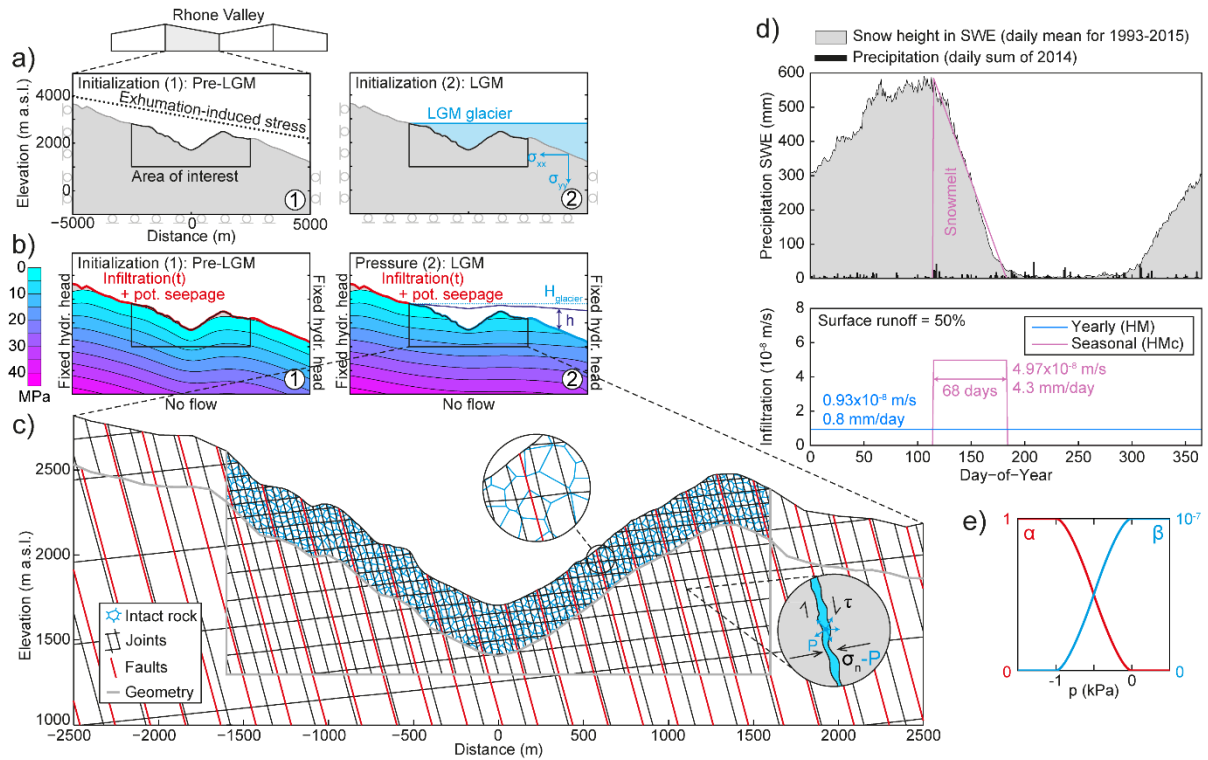 Rhone Valley
a)
Elevation (m a.s.l.)
4000
2000
0
Initialization (1): Pre-LGM
Exhumation-induced stress
Area of interest
1
−5000
0
5000
Distance (m)
Initialization (2): LGM
LGM glacier
σxx
σyy
2
b)
0
10
20
30
40
MPa
Fixed hydr. head
Initialization (1): Pre-LGM
Infiltration(t)
+ pot. seepage
1
Fixed hydr. head
No flow
Fixed hydr. head
Pressure (2): LGM
Infiltration(t)
+ pot. seepage
Hglacier
h
2
Fixed hydr. head
No flow
c)
Elevation (m a.s.l.)
2500
2000
1500
1000
Intact rock
Joints
Faults
Geometry
τ
P
σn-P
−2500
−2000
−1500
−1000
−500
0
500
1000
1500
2000
2500
Distance (m)
d)
Snow height in SWE (daily mean for 1993-2015)
Precipitation (daily sum of 2014)
Precipitation SWE (mm)
600
500
400
300
200
100
0
Snowmelt
Infiltration (10-8 m/s)
8
6
4
2
0
Surface runoff = 50%
Yearly (HM)
Seasonal (HMc)
4.97x10-8 m/s
4.3 mm/day
68 days
0.93x10-8 m/s
0.8 mm/day
0
50
100
150
200
250
300
350
Day−of−Year
e)
1
α
0
10-7
β
0
-1
0
p (kPa)